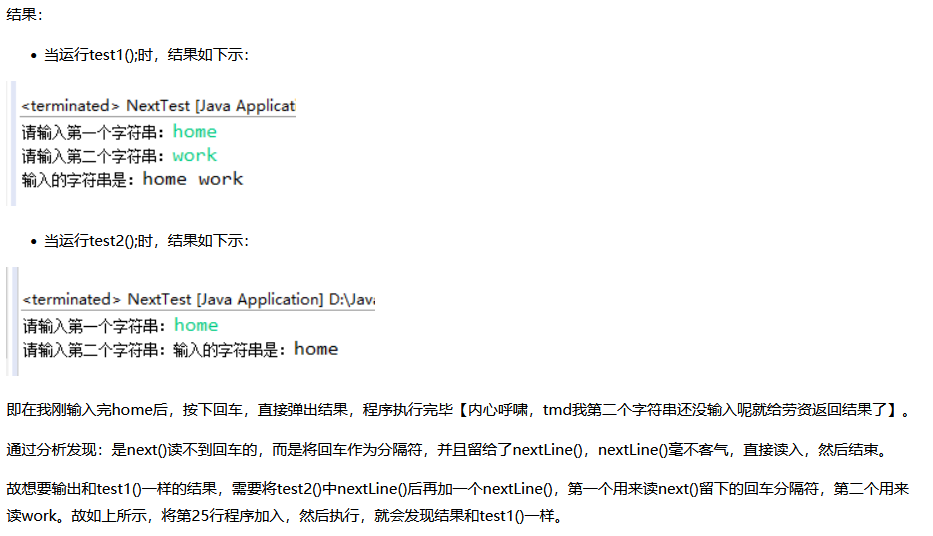 结果：
当运行test1();时，结果如下示：
<terminated> NextTest [Java Applicat
请输入第一个字符串：home
请输入第二个字符串：work
输入的字符串是：home work
当运行test2();时，结果如下示：
<terminated> NextTest [Java Application] D:\Java
请输入第一个字符串：home
请输入第二个字符串：输入的字符串是：home
即在我刚输入完home后，按下回车，直接弹出结果，程序执行完毕【内心呼啸，tmd我第二个字符串还没输入呢就给劳资返回结果了】。
通过分析发现：是next()读不到回车的，而是将回车作为分隔符，并且留给了nextLine()，nextLine()毫不客气，直接读入，然后结束。
故想要输出和test1()一样的结果，需要将test2()中nextLine()后再加一个nextLine()，第一个用来读next()留下的回车分隔符，第二个用来
读work。故如上所示，将第25行程序加入，然后执行，就会发现结果和test1()一样。